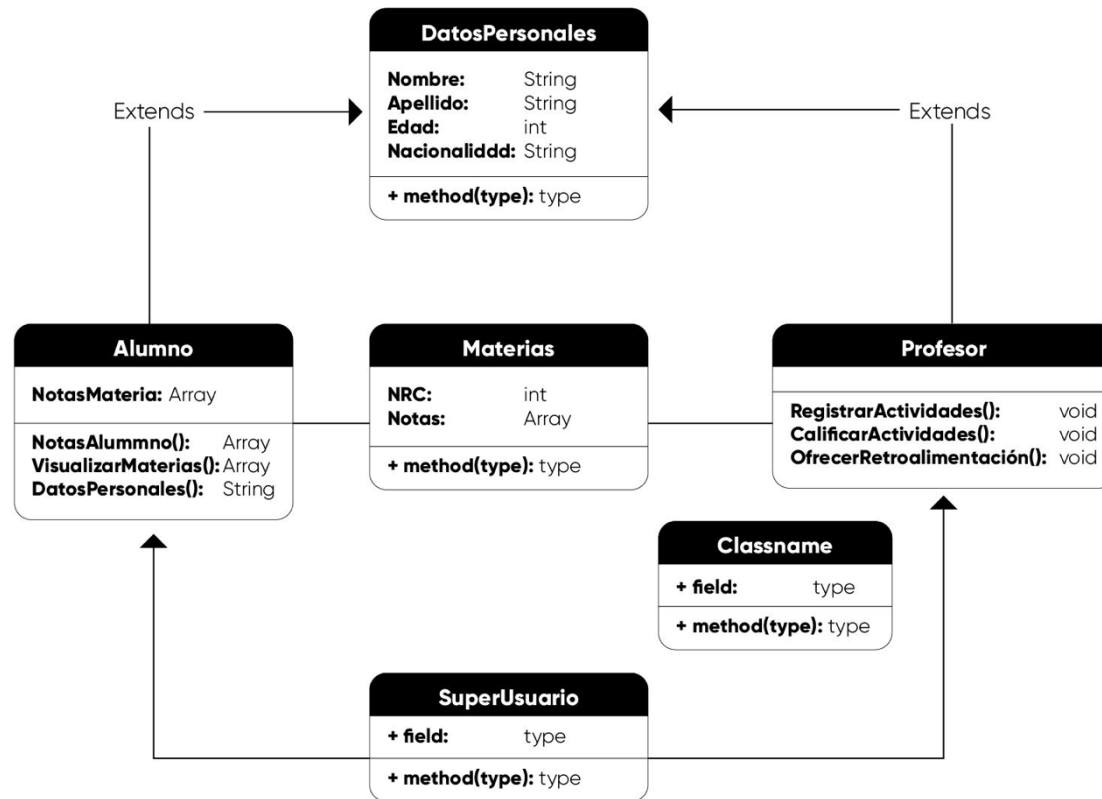 DatosPersonales
Nombre: String
Apellido: String
Edad: int
Nacionaliddd: String
+ method(type): type
Extends
Extends
Alumno
NotasMateria: Array
NotasAlummno(): Array
VisualizarMaterias(): Array
DatosPersonales(): String
Materias
NRC: int
Notas: Array
+ method(type): type
Profesor
RegistrarActividades(): void
CalificarActividades(): void
OfrecerRetroalimentación(): void
Classname
+ field: type
+ method(type): type
SuperUsuario
+ field: type
+ method(type): type